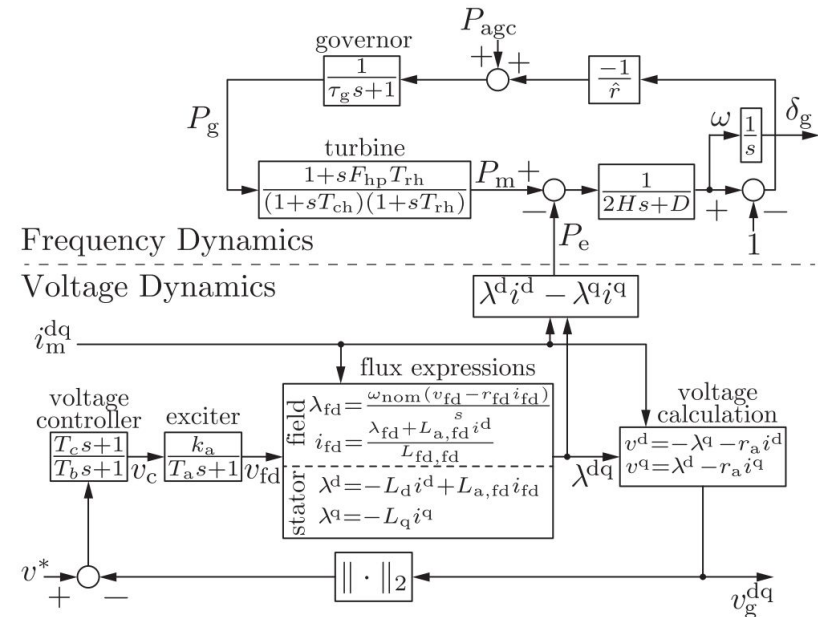 P_agc
governor
+ +
1/(τ_g s+1)
-1/r̂
P_g
ω
1/s
δ_g
turbine
(1+sF_hp T_rh)/((1+sT_ch)(1+sT_rh))
P_m +
−
1/(2Hs+D)
+ −
1
Frequency Dynamics
P_e
Voltage Dynamics
λ^d i^d − λ^q i^q
i_m^dq
flux expressions
voltage controller
exciter
voltage calculation
field
λ_fd = ω_nom(v_fd − r_fd i_fd)/s
i_fd = (λ_fd + L_a,fd i^d)/L_fd,fd
(T_c s+1)/(T_b s+1)
v_c
k_a/(T_a s+1)
v_fd
stator
λ^d = −L_d i^d + L_a,fd i_fd
λ^q = −L_q i^q
λ^dq
v^d = −λ^q − r_a i^d
v^q = λ^d − r_a i^q
v*
+ −
‖ · ‖_2
v_g^dq